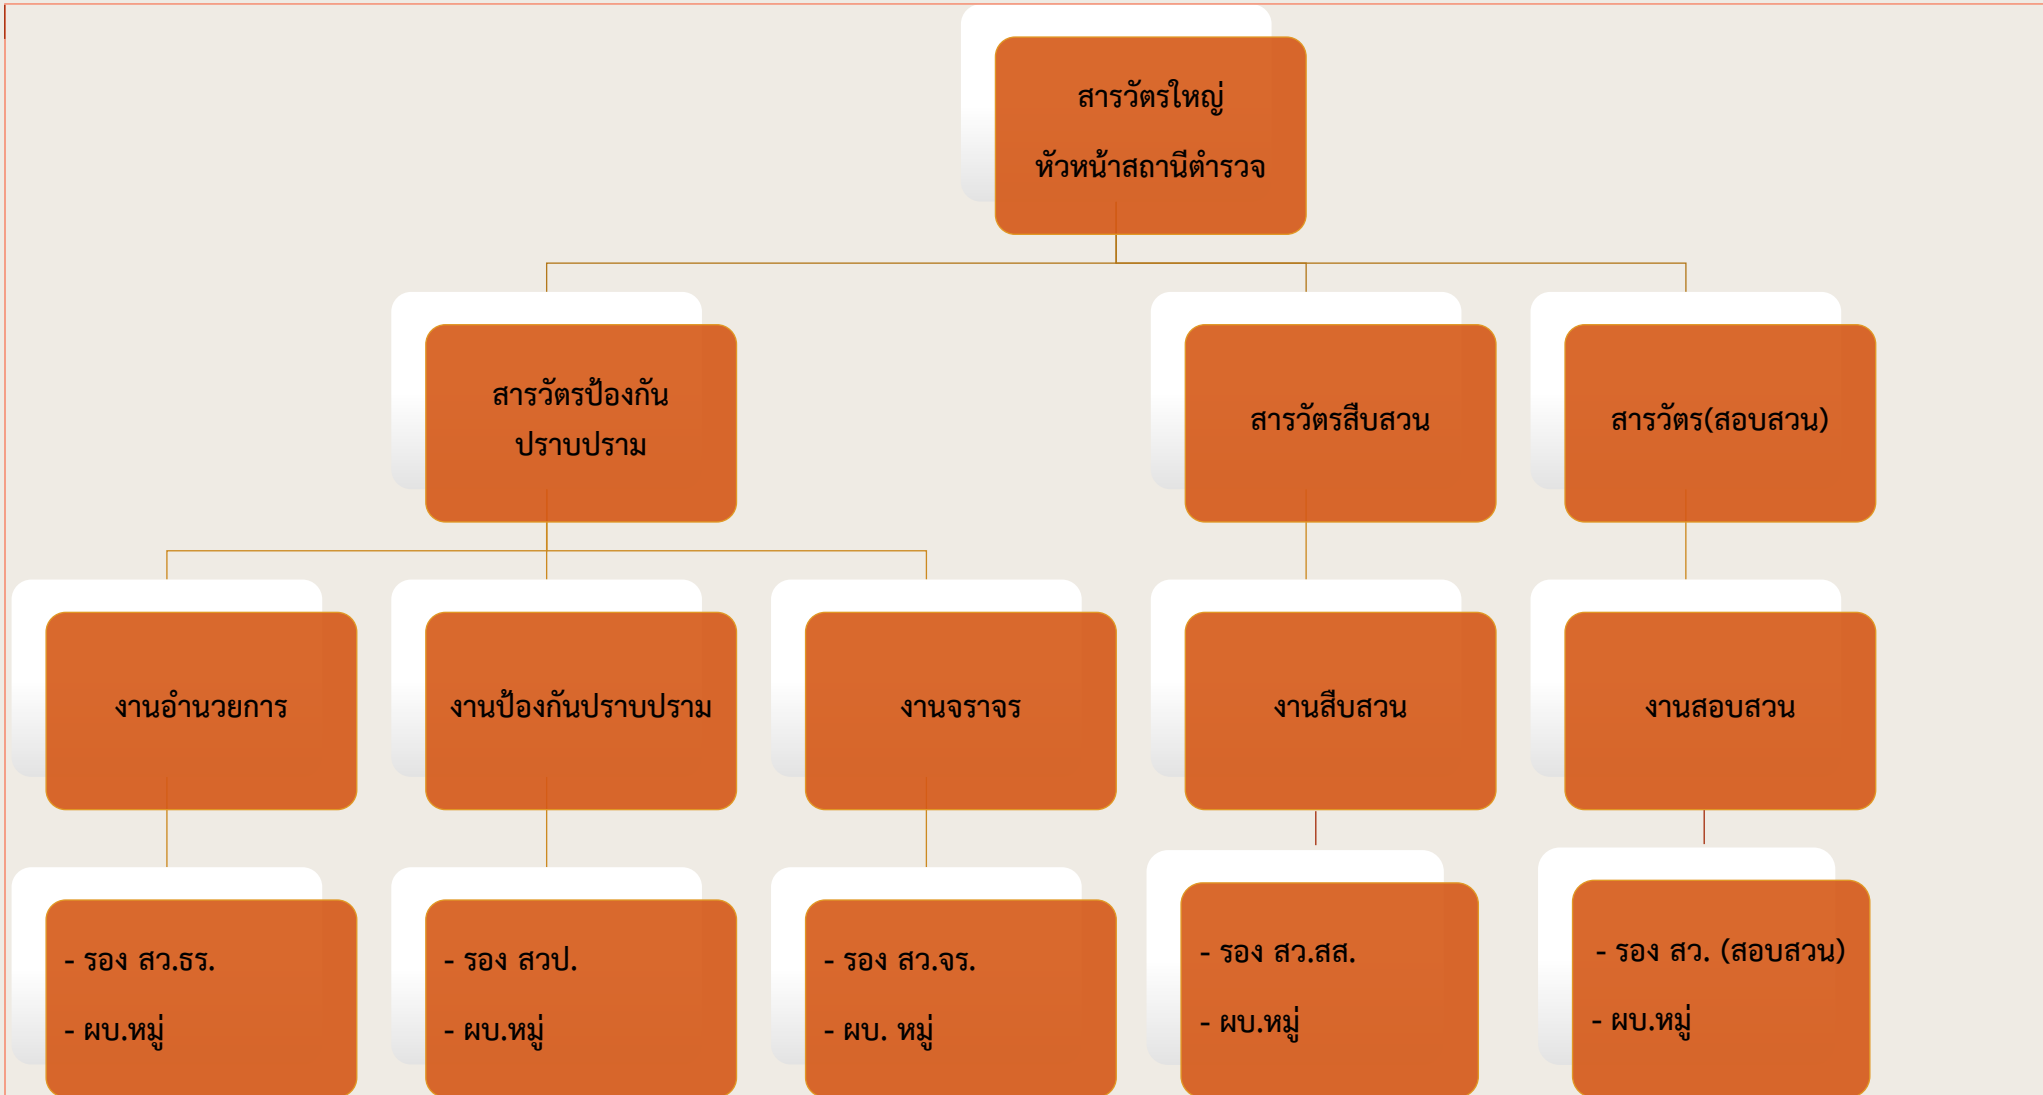 สารวัตรใหญ่
หัวหน้าสถานีตำรวจ
สารวัตรป้องกัน
ปราบปราม
สารวัตรสืบสวน
สารวัตร(สอบสวน)
งานอำนวยการ
งานป้องกันปราบปราม
งานจราจร
งานสืบสวน
งานสอบสวน
- รอง สว.ธร.
- ผบ.หมู่
- รอง สวป.
- ผบ.หมู่
- รอง สว.จร.
- ผบ. หมู่
- รอง สว.สส.
- ผบ.หมู่
- รอง สว. (สอบสวน)
- ผบ.หมู่